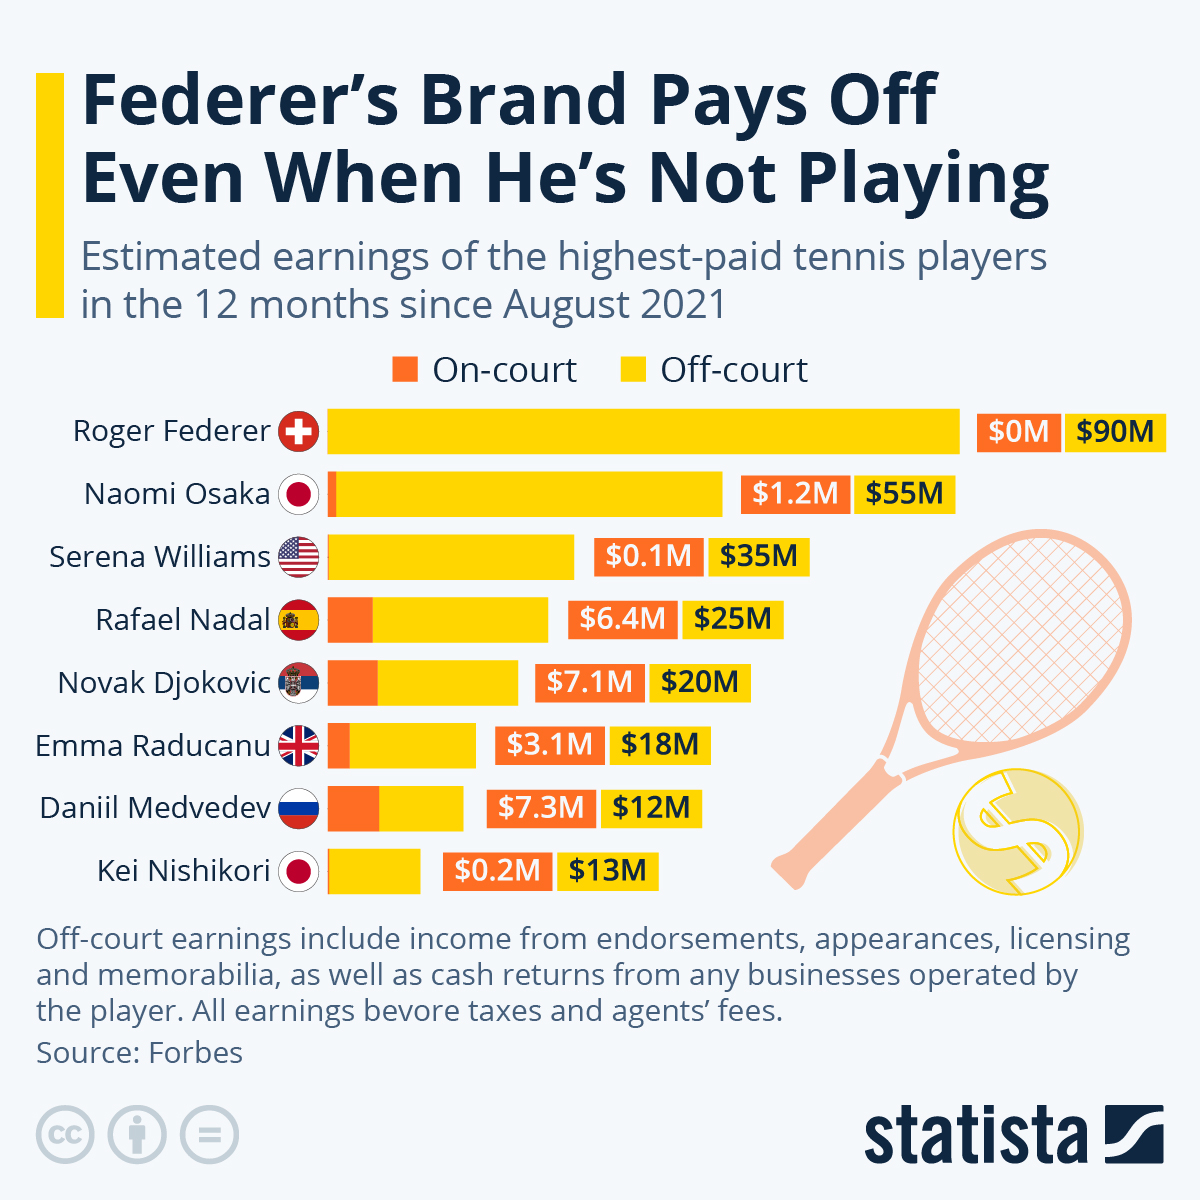 Federer’s Brand Pays Off
Even When He’s Not Playing
Estimated earnings of the highest-paid tennis players
in the 12 months since August 2021
On-court Off-court
Roger Federer $0M $90M
Naomi Osaka $1.2M $55M
Serena Williams $0.1M $35M
Rafael Nadal $6.4M $25M
Novak Djokovic $7.1M $20M
Emma Raducanu $3.1M $18M
Daniil Medvedev $7.3M $12M
Kei Nishikori $0.2M $13M
Off-court earnings include income from endorsements, appearances, licensing
and memorabilia, as well as cash returns from any businesses operated by
the player. All earnings bevore taxes and agents’ fees.
Source: Forbes
cc statista